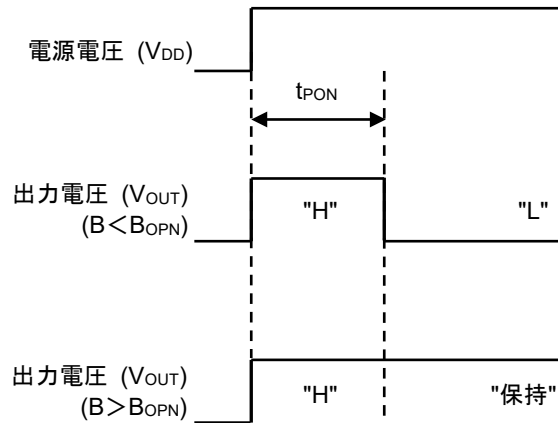 電源電圧 (VDD)
tPON
出力電圧 (VOUT)
(B＜BOPN)
"H"
"L"
出力電圧 (VOUT)
(B＞BOPN)
"H"
"保持"